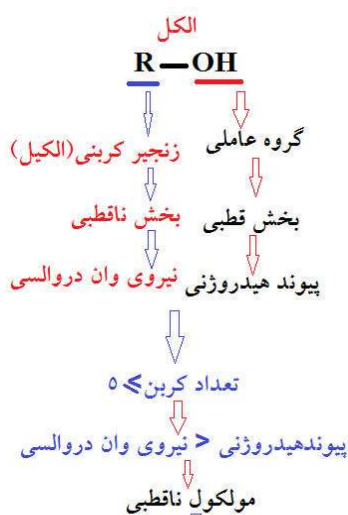 الکل
R—OH
زنجیر کربنی(الکیل) گروه عاملی
بخش ناقطبی بخش قطبی
نیروی وان دروالسی پیوند هیدروژنی
تعداد کربن ⩾ ۵
پیوندهیدروژنی < نیروی وان دروالسی
مولکول ناقطبی